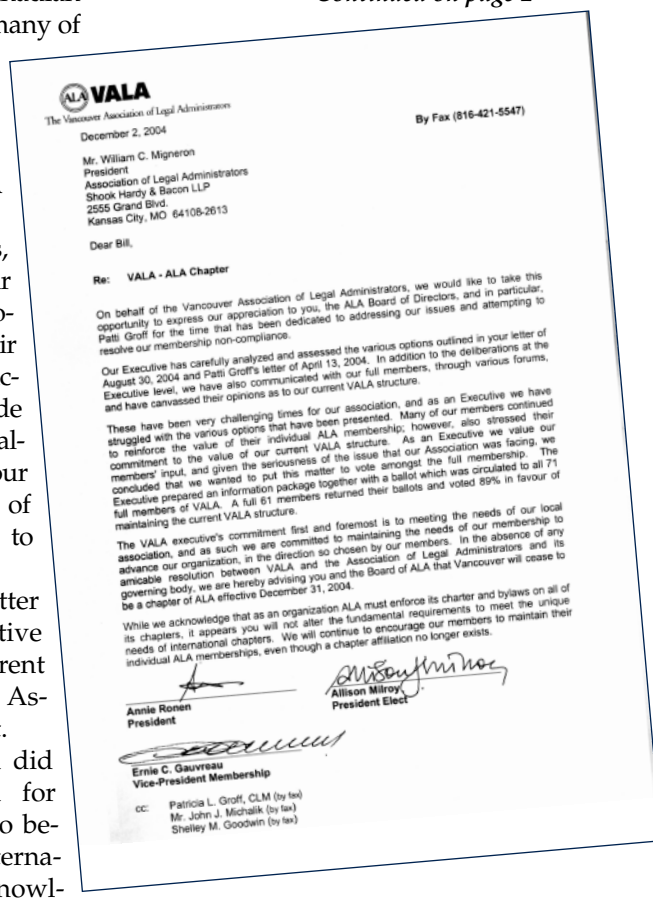 many of
s,
ur
o-
ir
c-
de
al-
our
of
to
tter
tive
rent
As-
did
for
o be-
erna-
nowl-
ALA VALA
The Vancouver Association of Legal Administrators
December 2, 2004
By Fax (816-421-5547)
Mr. William C. Migneron
President
Association of Legal Administrators
Shook Hardy & Bacon LLP
2555 Grand Blvd.
Kansas City, MO 64108-2613
Dear Bill,
Re: VALA - ALA Chapter
On behalf of the Vancouver Association of Legal Administrators, we would like to take this
opportunity to express our appreciation to you, the ALA Board of Directors, and in particular,
Patti Groff for the time that has been dedicated to addressing our issues and attempting to
resolve our membership non-compliance.
Our Executive has carefully analyzed and assessed the various options outlined in your letter of
August 30, 2004 and Patti Groff's letter of April 13, 2004. In addition to the deliberations at the
Executive level, we have also communicated with our full members, through various forums,
and have canvassed their opinions as to our current VALA structure.
These have been very challenging times for our association, and as an Executive we have
struggled with the various options that have been presented. Many of our members continued
to reinforce the value of their individual ALA membership; however, also stressed their
commitment to the value of our current VALA structure. As an Executive we value our
members' input, and given the seriousness of the issue that our Association was facing, we
concluded that we wanted to put this matter to vote amongst the full membership. The
Executive prepared an information package together with a ballot which was circulated to all 71
full members of VALA. A full 61 members returned their ballots and voted 89% in favour of
maintaining the current VALA structure.
The VALA executive's commitment first and foremost is to meeting the needs of our local
association, and as such we are committed to maintaining the needs of our membership to
advance our organization, in the direction so chosen by our members. In the absence of any
amicable resolution between VALA and the Association of Legal Administrators and its
governing body, we are hereby advising you and the Board of ALA that Vancouver will cease to
be a chapter of ALA effective December 31, 2004.
While we acknowledge that as an organization ALA must enforce its charter and bylaws on all of
its chapters, it appears you will not alter the fundamental requirements to meet the unique
needs of international chapters. We will continue to encourage our members to maintain their
individual ALA memberships, even though a chapter affiliation no longer exists.
Annie Ronen
President
Allison Milroy
President Elect
Ernie C. Gauvreau
Vice-President Membership
cc: Patricia L. Groff, CLM (by fax)
Mr. John J. Michalik (by fax)
Shelley M. Goodwin (by fax)